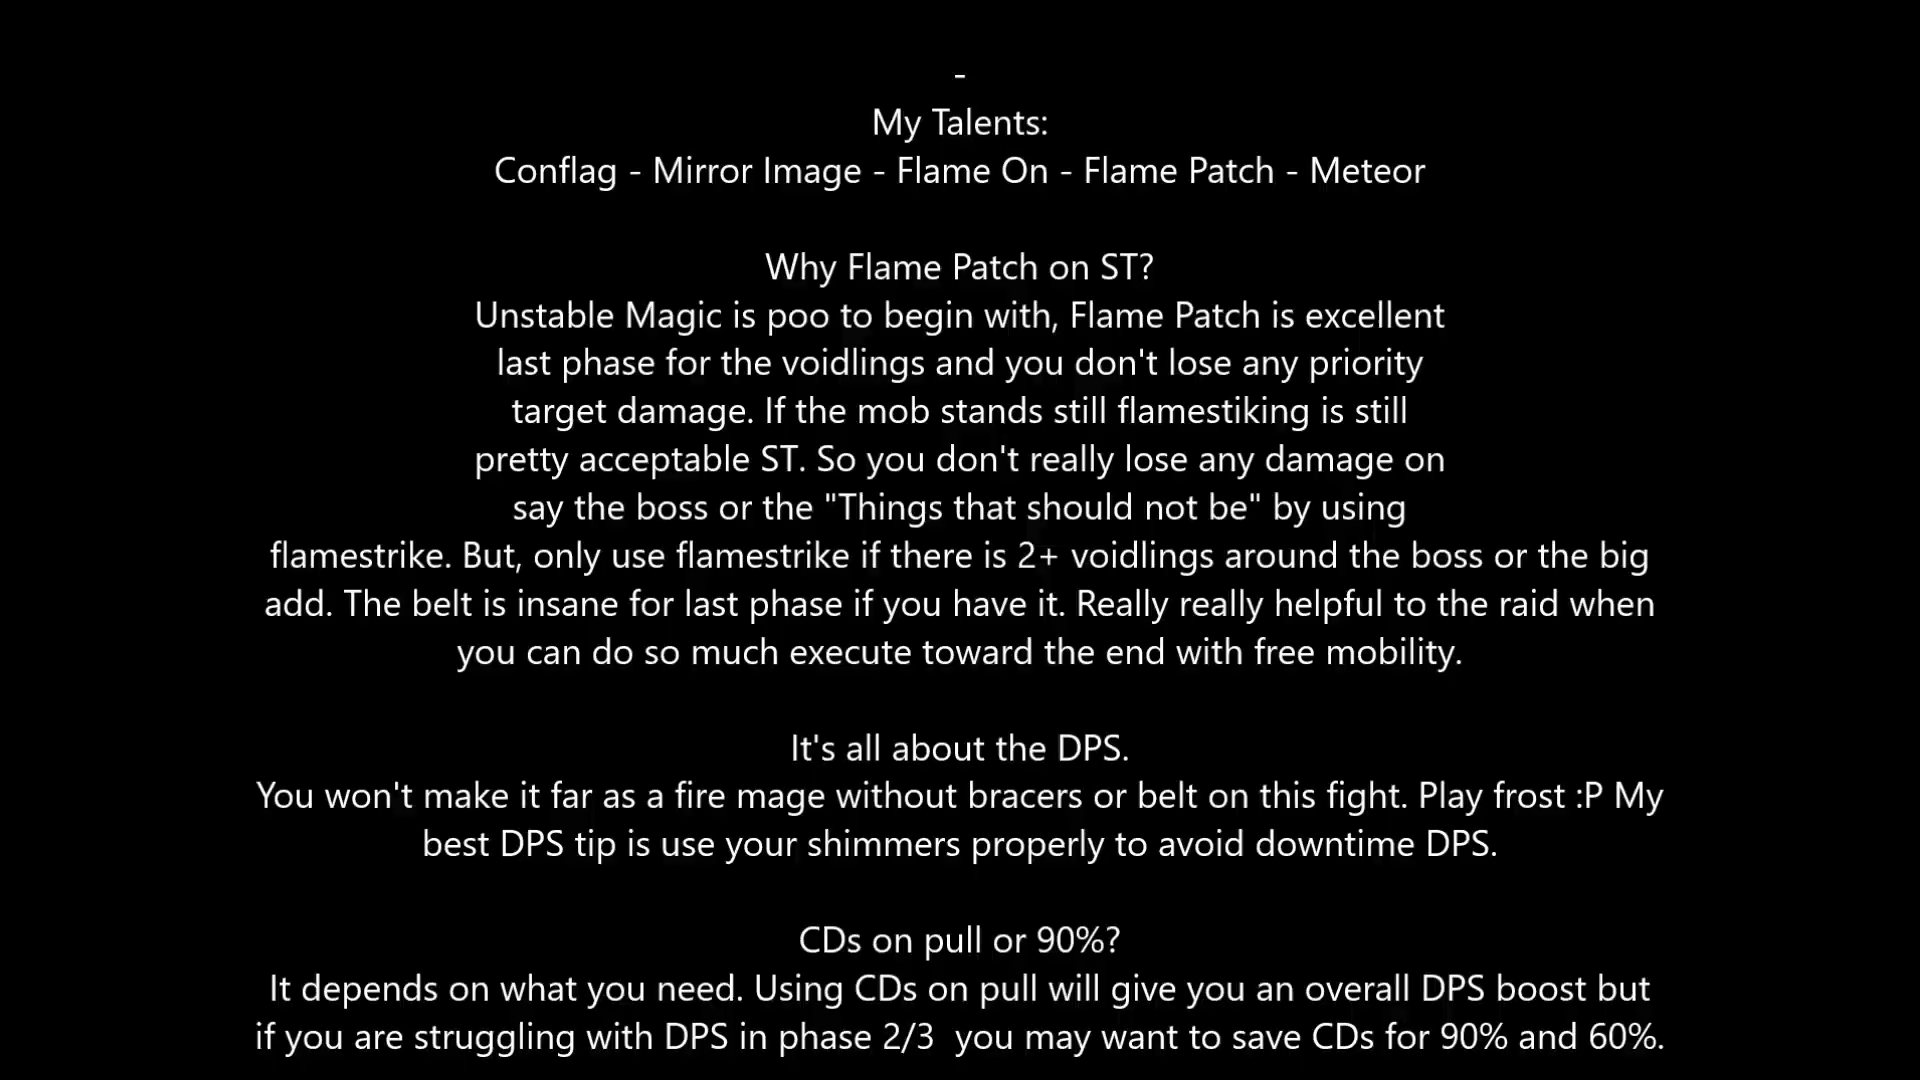 -
My Talents:
Conflag - Mirror Image - Flame On - Flame Patch - Meteor
Why Flame Patch on ST?
Unstable Magic is poo to begin with, Flame Patch is excellent
last phase for the voidlings and you don't lose any priority
target damage. If the mob stands still flamestiking is still
pretty acceptable ST. So you don't really lose any damage on
say the boss or the "Things that should not be" by using
flamestrike. But, only use flamestrike if there is 2+ voidlings around the boss or the big
add. The belt is insane for last phase if you have it. Really really helpful to the raid when
you can do so much execute toward the end with free mobility.
It's all about the DPS.
You won't make it far as a fire mage without bracers or belt on this fight. Play frost :P My
best DPS tip is use your shimmers properly to avoid downtime DPS.
CDs on pull or 90%?
It depends on what you need. Using CDs on pull will give you an overall DPS boost but
if you are struggling with DPS in phase 2/3  you may want to save CDs for 90% and 60%.